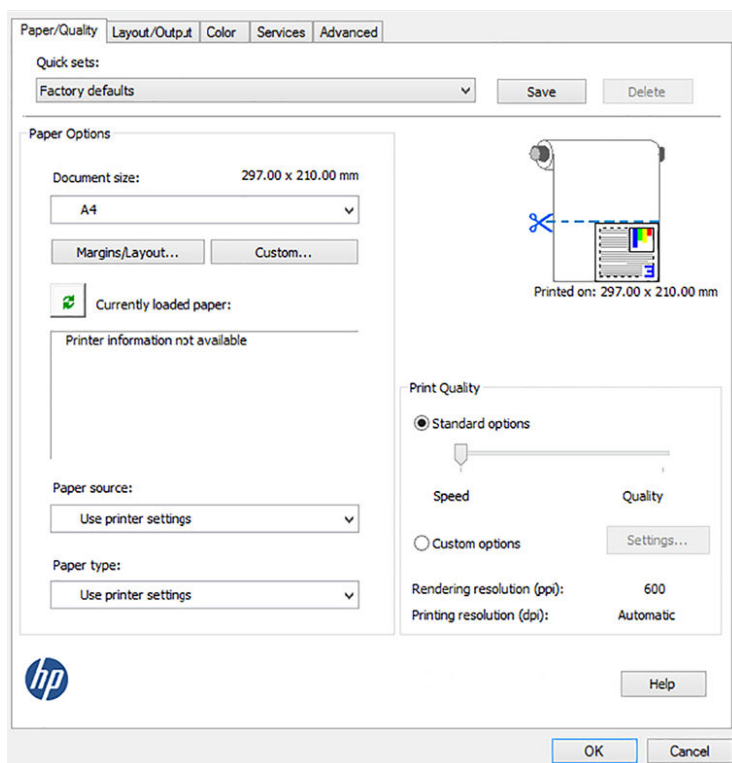 Paper/Quality Layout/Output Color Services Advanced
Quick sets:
Factory defaults Save Delete
Paper Options
Document size: 297.00 x 210.00 mm
A4
Margins/Layout... Custom...
Currently loaded paper:
Printer information not available
3
Printed on: 297.00 x 210.00 mm
Print Quality
Standard options
Speed Quality
Custom options Settings...
Rendering resolution (ppi): 600
Printing resolution (dpi): Automatic
Paper source:
Use printer settings
Paper type:
Use printer settings
hp
Help
OK Cancel